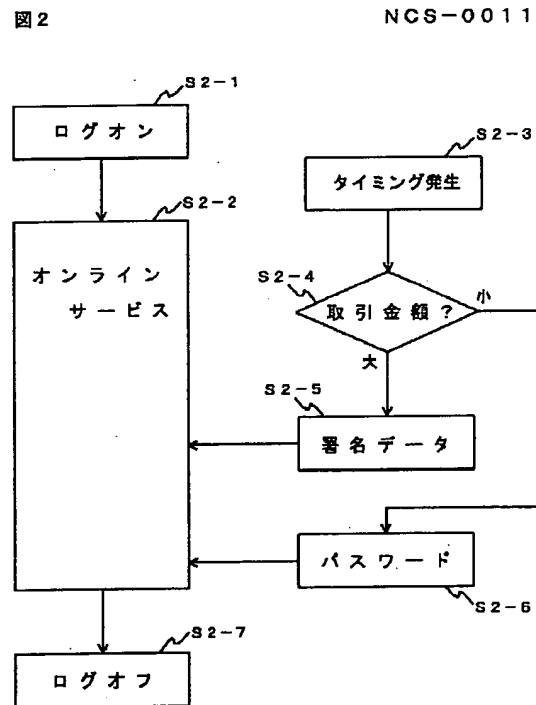 図2
NCS-0011
S2-1
ログオン
S2-2
オンライン
サービス
S2-3
タイミング発生
S2-4
取引金額?
小
大
S2-5
署名データ
パスワード
S2-6
S2-7
ログオフ